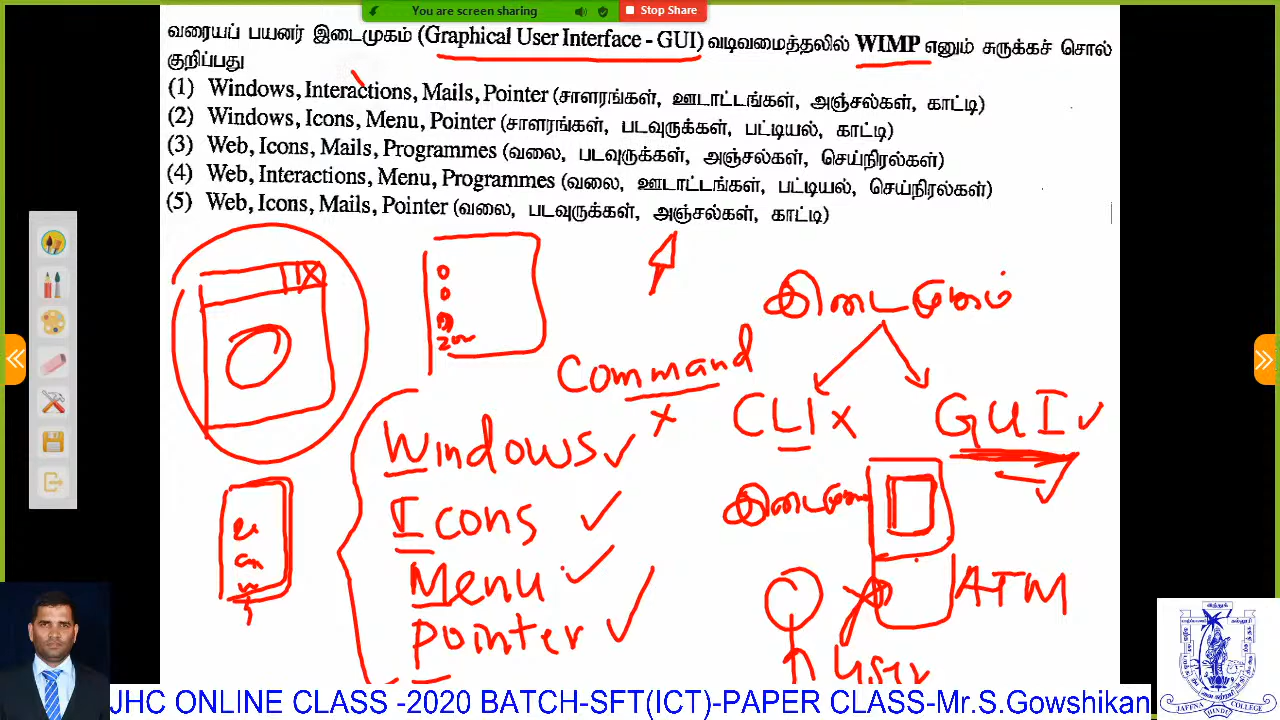 You are screen sharing
Stop Share
வரையப் பயனர் இடைமுகம் (Graphical User Interface - GUI) வடிவமைத்தலில் WIMP எனும் சுருக்கச் சொல்
குறிப்பது
(1) Windows, Interactions, Mails, Pointer (சாளரங்கள், ஊடாட்டங்கள், அஞ்சல்கள், காட்டி)
(2) Windows, Icons, Menu, Pointer (சாளரங்கள், படவுருக்கள், பட்டியல், காட்டி)
(3) Web, Icons, Mails, Programmes (வலை, படவுருக்கள், அஞ்சல்கள், செய்நிரல்கள்)
(4) Web, Interactions, Menu, Programmes (வலை, ஊடாட்டங்கள், பட்டியல், செய்நிரல்கள்)
(5) Web, Icons, Mails, Pointer (வலை, படவுருக்கள், அஞ்சல்கள், காட்டி)
இடைமுகம்
Command
CLI x
GUI
Windows
Icons
Menu
pointer
இடைமுகம்
ATM
user
JHC ONLINE CLASS -2020 BATCH-SFT(ICT)-PAPER CLASS-Mr.S.Gowshikan
JAFFNA HINDU COLLEGE